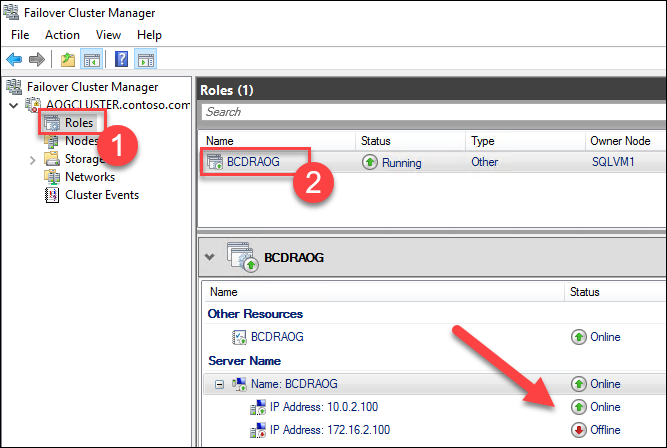 Failover Cluster Manager
File Action View Help
Failover Cluster Manager
AOGCLUSTER.contoso.com
Roles
1
Nodes
Storage
Networks
Cluster Events
Roles (1)
Search
Name Status Type Owner Node
BCDRAOG Running Other SQLVM1
2
BCDRAOG
Name Status
Other Resources
BCDRAOG Online
Server Name
Name: BCDRAOG Online
IP Address: 10.0.2.100 Online
IP Address: 172.16.2.100 Offline